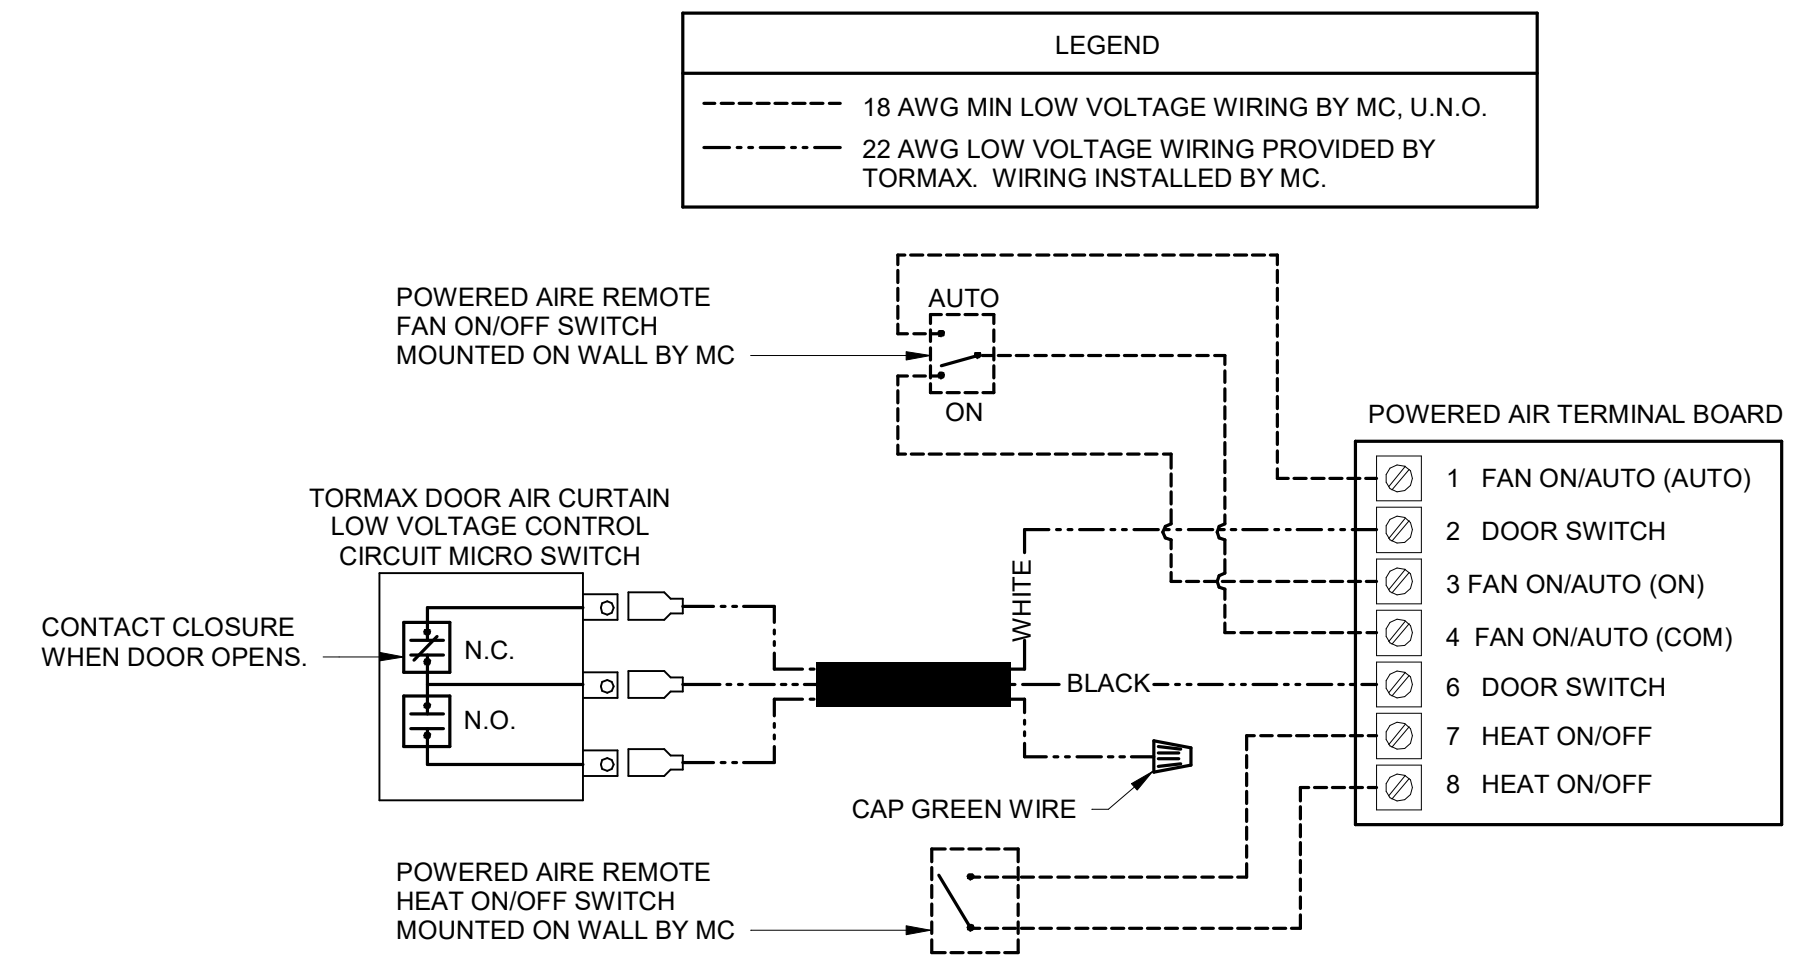 LEGEND
18 AWG MIN LOW VOLTAGE WIRING BY MC, U.N.O.
22 AWG LOW VOLTAGE WIRING PROVIDED BY
TORMAX. WIRING INSTALLED BY MC.
POWERED AIRE REMOTE
FAN ON/OFF SWITCH
MOUNTED ON WALL BY MC
AUTO
ON
POWERED AIR TERMINAL BOARD
1 FAN ON/AUTO (AUTO)
2 DOOR SWITCH
3 FAN ON/AUTO (ON)
4 FAN ON/AUTO (COM)
6 DOOR SWITCH
7 HEAT ON/OFF
8 HEAT ON/OFF
TORMAX DOOR AIR CURTAIN
LOW VOLTAGE CONTROL
CIRCUIT MICRO SWITCH
CONTACT CLOSURE
WHEN DOOR OPENS.
N.C.
N.O.
WHITE
BLACK
CAP GREEN WIRE
POWERED AIRE REMOTE
HEAT ON/OFF SWITCH
MOUNTED ON WALL BY MC